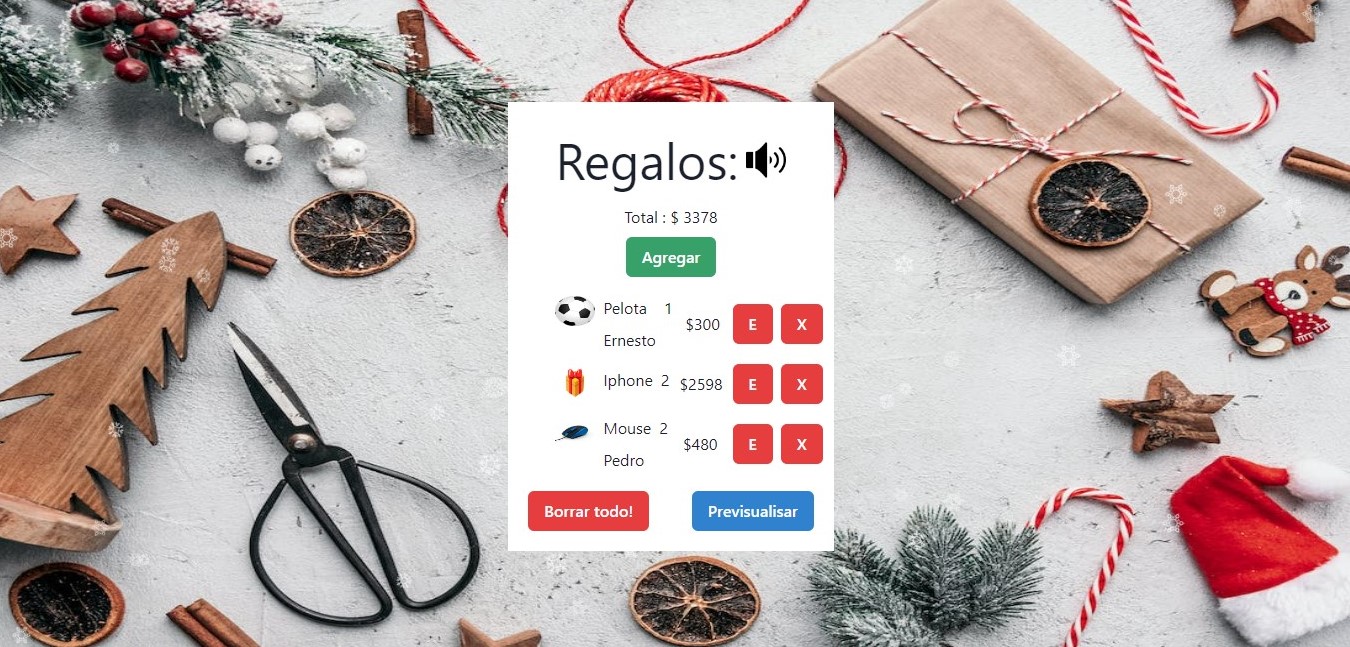 Regalos:
Total : $ 3378
Agregar
Pelota 1 $300 E X
Ernesto
Iphone 2 $2598 E X
Mouse 2 $480 E X
Pedro
Borrar todo! Previsualisar